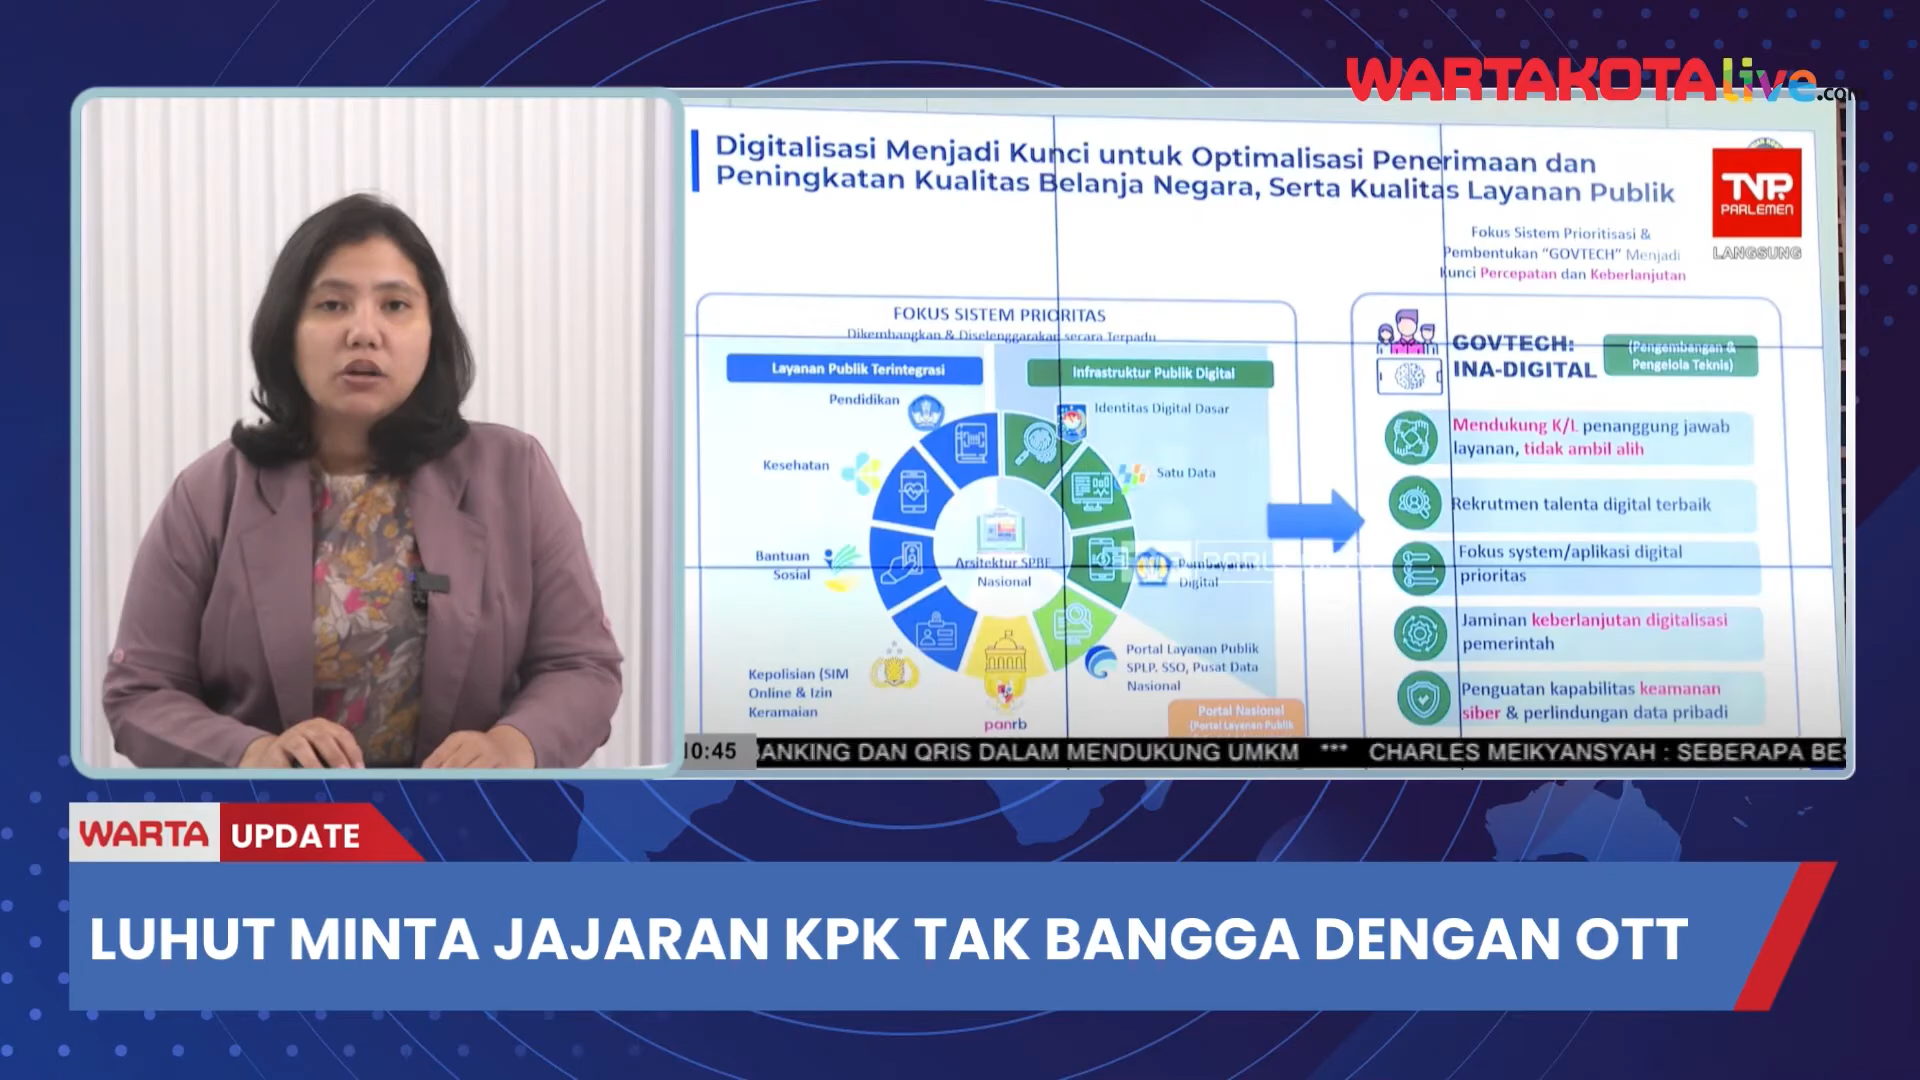 WARTAKOTAlive.com
Digitalisasi Menjadi Kunci untuk Optimalisasi Penerimaan dan
Peningkatan Kualitas Belanja Negara, Serta Kualitas Layanan Publik
TVR
PARLEMEN
LANGSUNG
Fokus Sistem Prioritisasi &
Pembentukan “GOVTECH” Menjadi
Kunci Percepatan dan Keberlanjutan
FOKUS SISTEM PRIORITAS
Dikembangkan & Diselenggarakan secara Terpadu
Layanan Publik Terintegrasi
Infrastruktur Publik Digital
Pendidikan
Identitas Digital Dasar
Kesehatan
Satu Data
Bantuan
Sosial
Arsitektur SPBE
Nasional
Pembayaran
Digital
Kepolisian (SIM
Online & Izin
Keramaian
panrb
Portal Layanan Publik
SPLP. SSO, Pusat Data
Nasional
Portal Nasional
(Portal Layanan Publik
GOVTECH:
INA-DIGITAL
(Pengembangan &
Pengelola Teknis)
Mendukung K/L penanggung jawab
layanan, tidak ambil alih
Rekrutmen talenta digital terbaik
Fokus system/aplikasi digital
prioritas
Jaminan keberlanjutan digitalisasi
pemerintah
Penguatan kapabilitas keamanan
siber & perlindungan data pribadi
10:45 BANKING DAN QRIS DALAM MENDUKUNG UMKM *** CHARLES MEIKYANSYAH : SEBERAPA BES
WARTA UPDATE
LUHUT MINTA JAJARAN KPK TAK BANGGA DENGAN OTT